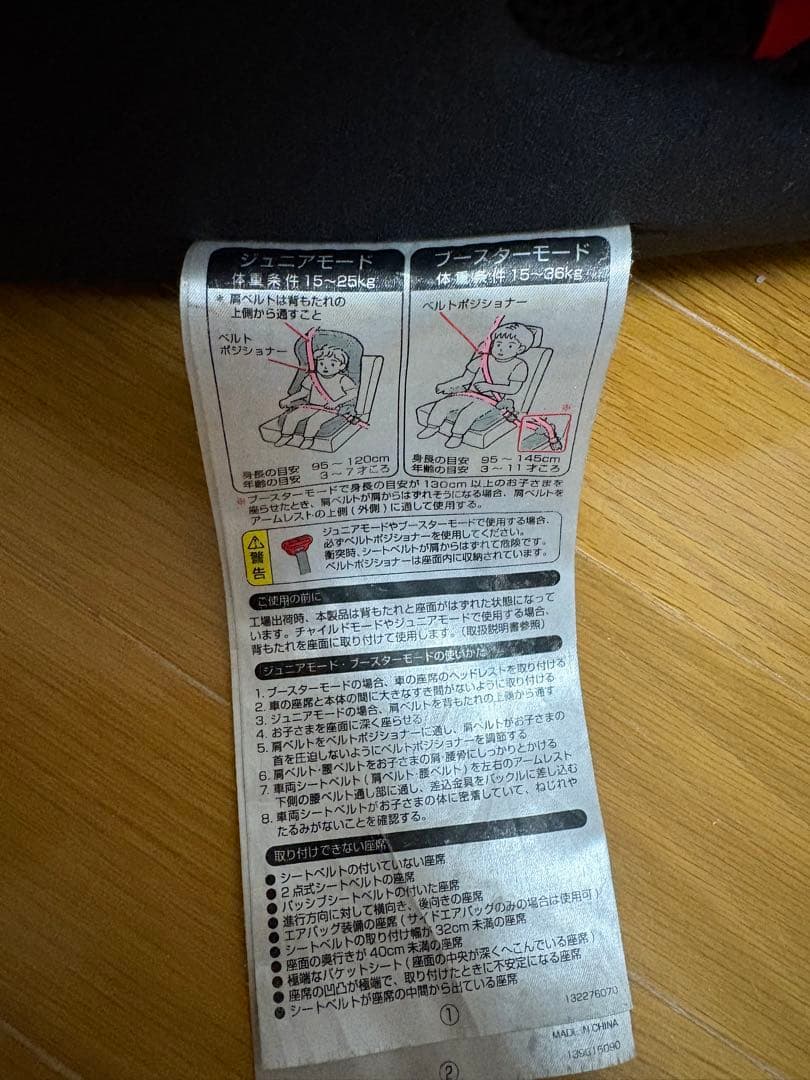 ジュニアモード
体重条件15～25kg
＊ 肩ベルトは背もたれの
上側から通すこと
ベルト
ポジショナー
身長の目安 95～120cm
年齢の目安 3～7才ころ
ブースターモード
体重条件15～36kg
ベルトポジショナー
※
身長の目安 95～145cm
年齢の目安 3～11才ころ
※ ブースターモードで身長の目安が130cm以上のお子さまを
座らせたとき、肩ベルトが肩からはずれそうになる場合、肩ベルトを
アームレストの上側(外側)に通して使用する。
警告
ジュニアモードやブースターモードで使用する場合、
必ずベルトポジショナーを使用してください。
衝突時、シートベルトが肩からはずれて危険です。
ベルトポジショナーは座面内に収納されています。
ご使用の前に
工場出荷時、本製品は背もたれと座面がはずれた状態になって
います。チャイルドモードやジュニアモードで使用する場合、
背もたれを座面に取り付けて使用します。(取扱説明書参照)
ジュニアモード・ブースターモードの使いかた
1. ブースターモードの場合、車の座席のヘッドレストを取り付ける
2. 車の座席と本体の間に大きなすき間がないように取り付ける
3. ジュニアモードの場合、肩ベルトを背もたれの上側から通す
4. お子さまを座面に深く座らせる
5. 肩ベルトをベルトポジショナーに通し、肩ベルトがお子さまの
首を圧迫しないようにベルトポジショナーを調節する
6. 肩ベルト・腰ベルトをお子さまの肩・腰骨にしっかりとかける
7. 車両シートベルト(肩ベルト・腰ベルト)を左右のアームレスト
下側の腰ベルト通し部に通し、差込金具をバックルに差し込む
8. 車両シートベルトがお子さまの体に密着していて、ねじれや
たるみがないことを確認する。
取り付けできない座席
● シートベルトの付いていない座席
● 2点式シートベルトの座席
● パッシブシートベルトの付いた座席
● 進行方向に対して横向き、後向きの座席
● エアバッグ装備の座席(サイドエアバッグのみの場合は使用可)
● シートベルトの取り付け幅が32cm未満の座席
● 座面の奥行きが40cm未満の座席
● 極端なバケットシート(座面の中央が深くへこんでいる座席)
● 座席の凹凸が極端で、取り付けたときに不安定になる座席
● シートベルトが座席の中間から出ている座席
132276070
①
MADE IN CHINA
139615090
②